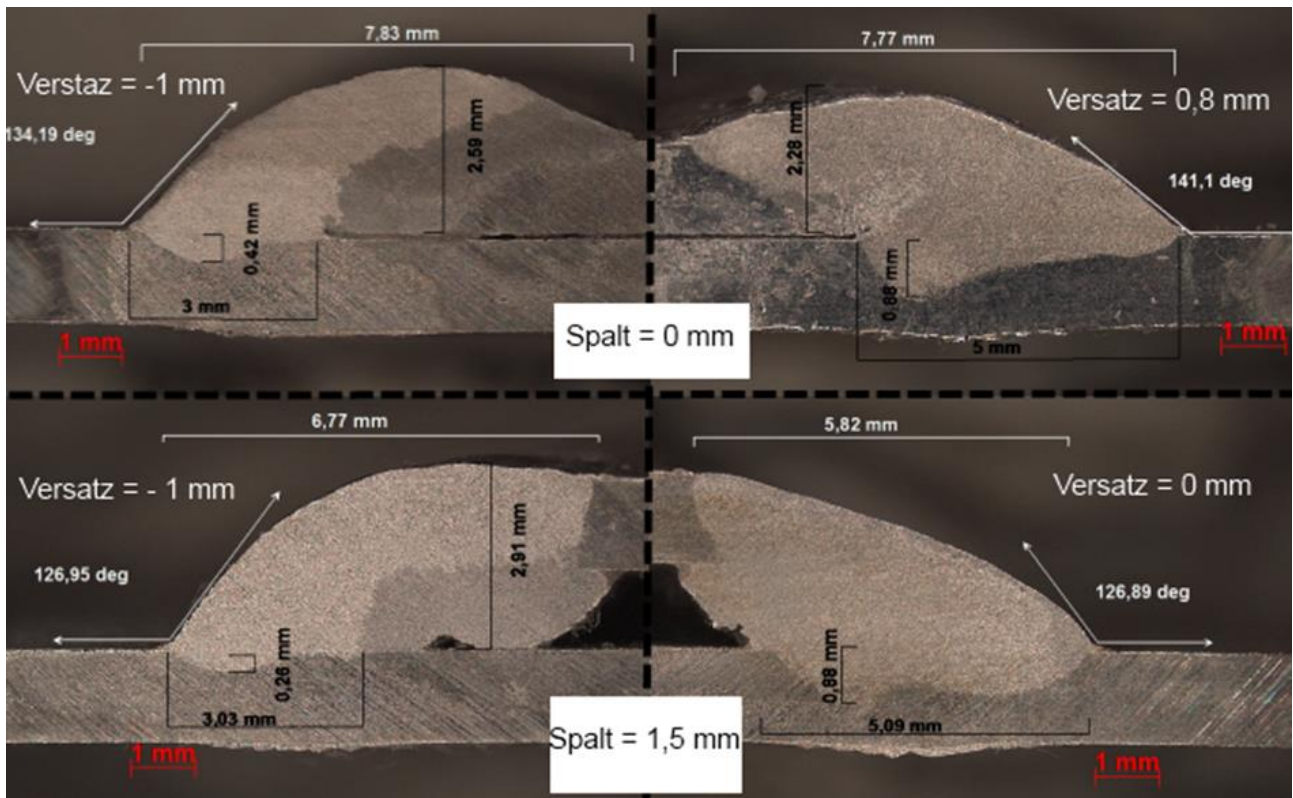 7,83 mm
7,77 mm
Verstaz = -1 mm
Versatz = 0,8 mm
134,19 deg
2,59 mm
2,28 mm
141,1 deg
0,42 mm
0,88 mm
3 mm
Spalt = 0 mm
1 mm
5 mm
1 mm
6,77 mm
5,82 mm
Versatz = - 1 mm
Versatz = 0 mm
126,95 deg
2,91 mm
126,89 deg
0,26 mm
0,88 mm
3,03 mm
5,09 mm
Spalt = 1,5 mm
1 mm
1 mm